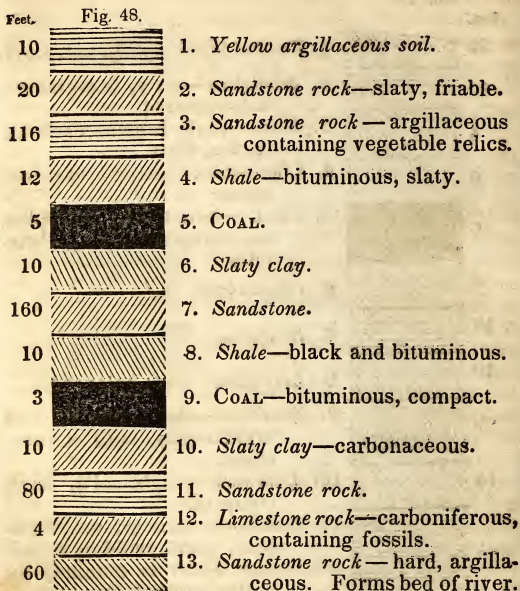 Feet. Fig. 48.
10 1. Yellow argillaceous soil.
20 2. Sandstone rock—slaty, friable.
116 3. Sandstone rock — argillaceous
containing vegetable relics.
12 4. Shale—bituminous, slaty.
5 5. COAL.
10 6. Slaty clay.
160 7. Sandstone.
10 8. Shale—black and bituminous.
3 9. COAL—bituminous, compact.
10 10. Slaty clay—carbonaceous.
80 11. Sandstone rock.
4 12. Limestone rock—carboniferous,
containing fossils.
60 13. Sandstone rock — hard, argilla-
ceous. Forms bed of river.